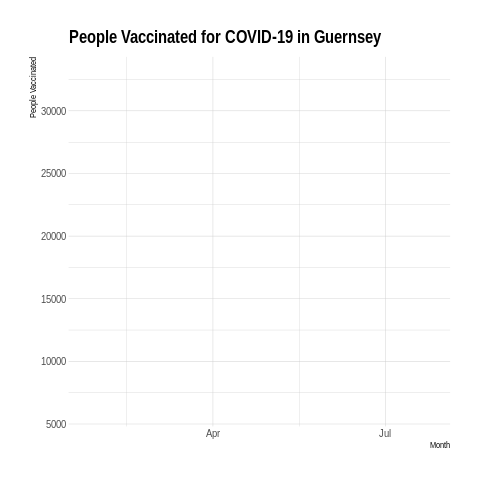 People Vaccinated for COVID-19 in Guernsey
People Vaccinated
30000
25000
20000
15000
10000
5000
Apr
Jul
Month